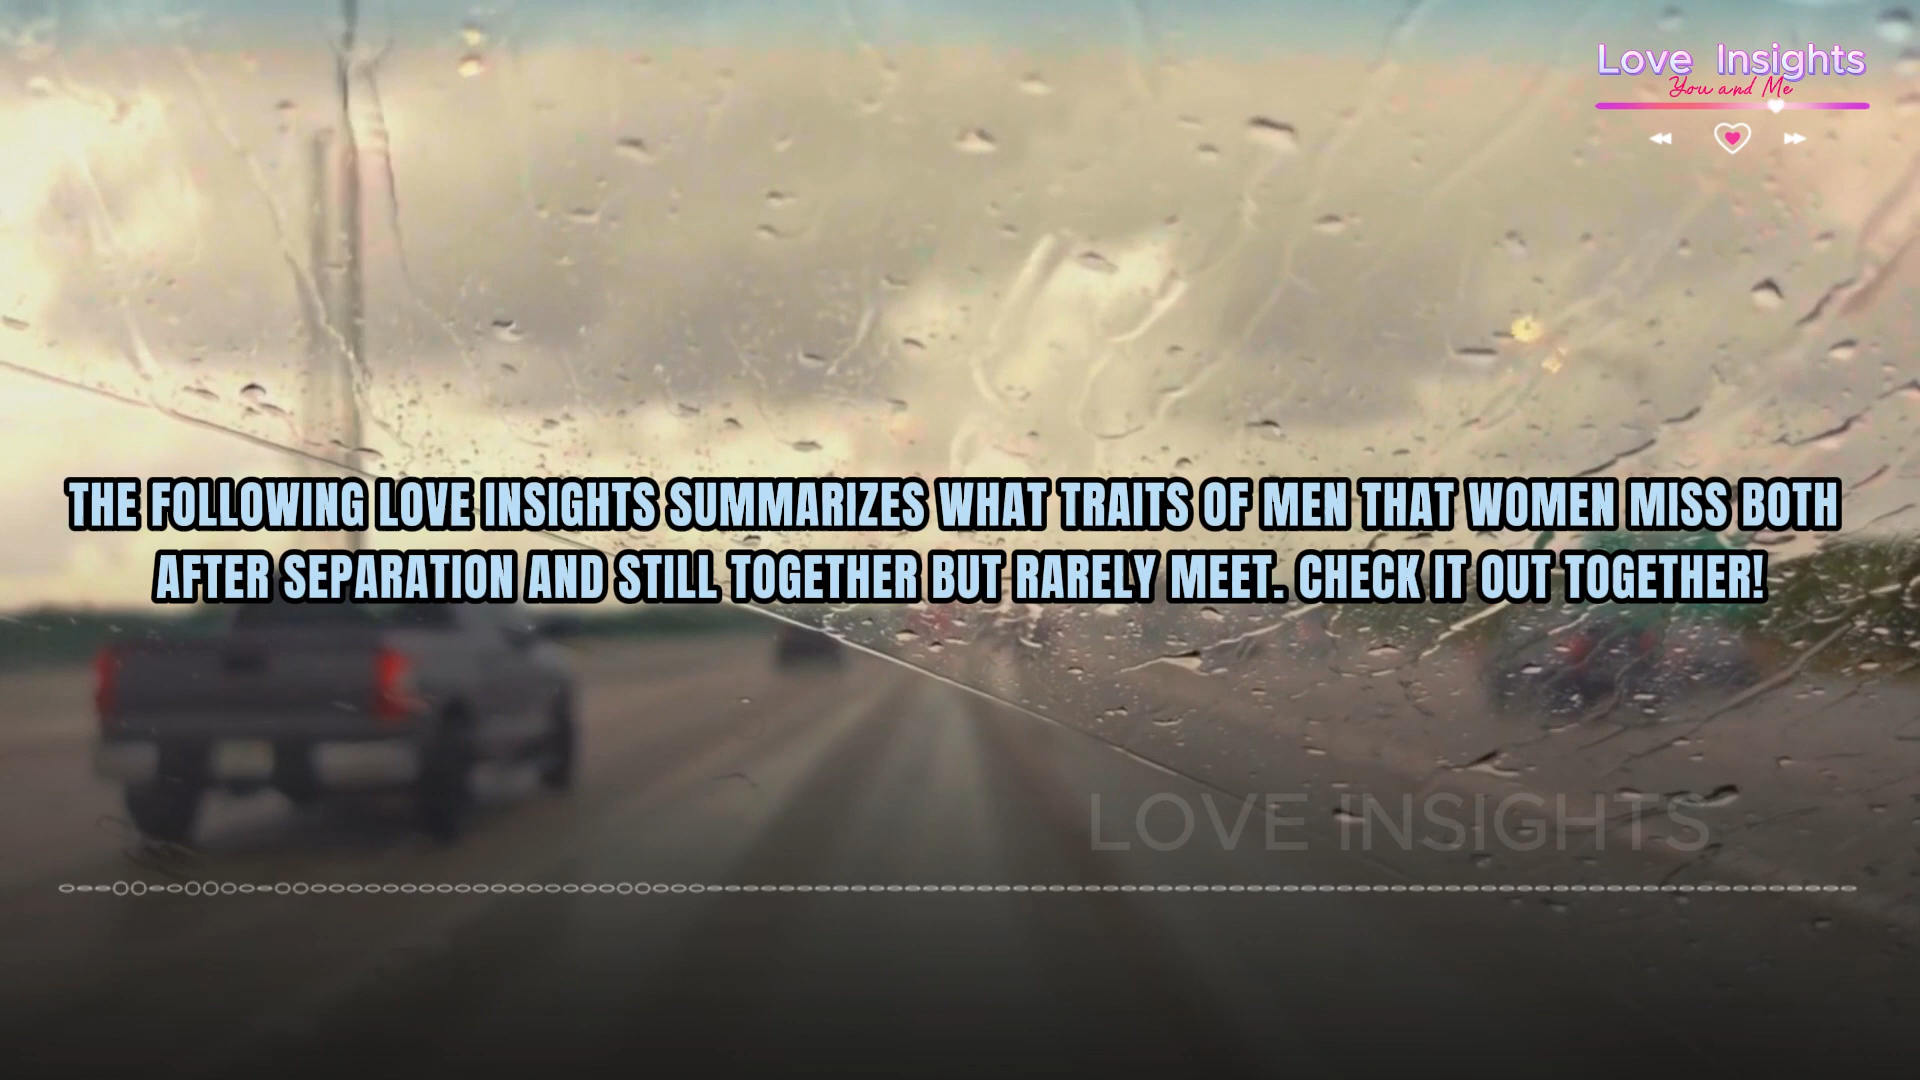 Love Insights
You and Me
THE FOLLOWING LOVE INSIGHTS SUMMARIZES WHAT TRAITS OF MEN THAT WOMEN MISS BOTH
AFTER SEPARATION AND STILL TOGETHER BUT RARELY MEET. CHECK IT OUT TOGETHER!
LOVE INSIGHTS